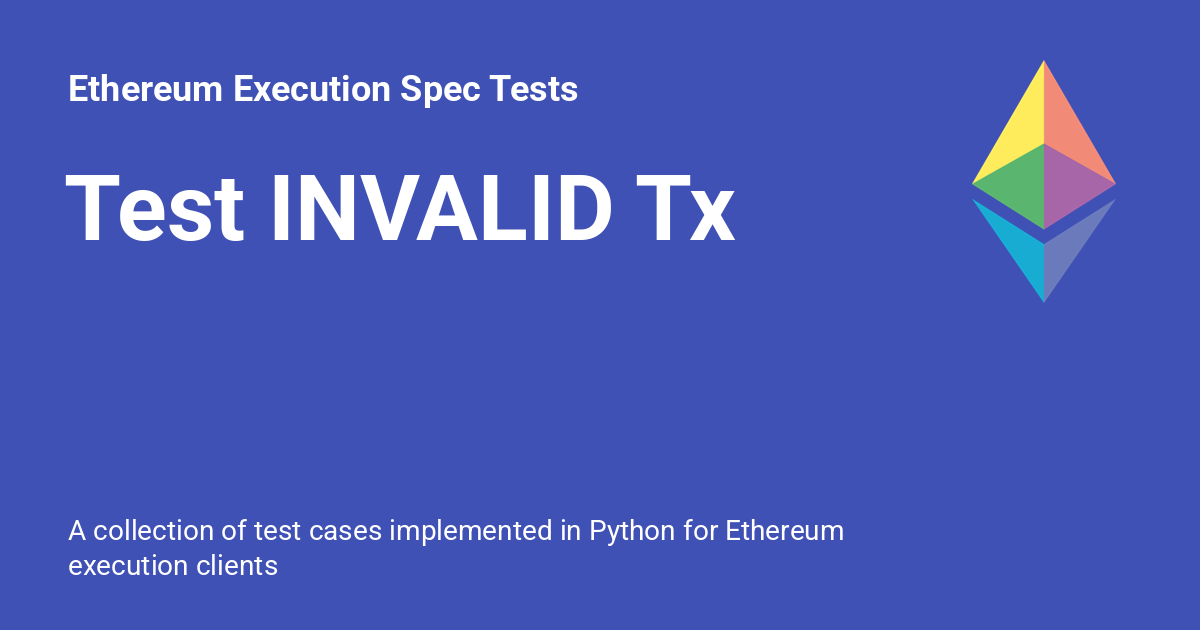 Ethereum Execution Spec Tests
Test INVALID Tx
A collection of test cases implemented in Python for Ethereum
execution clients